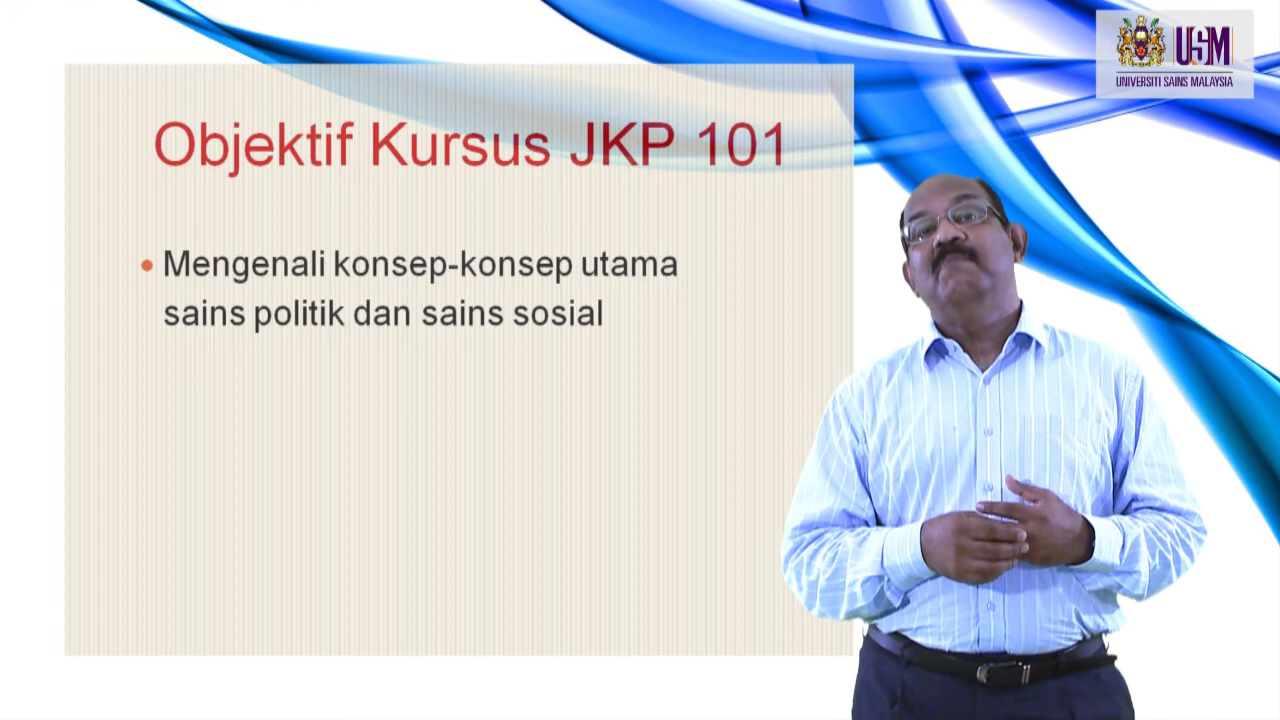 USM
UNIVERSITI SAINS MALAYSIA
Objektif Kursus JKP 101
• Mengenali konsep-konsep utama
sains politik dan sains sosial